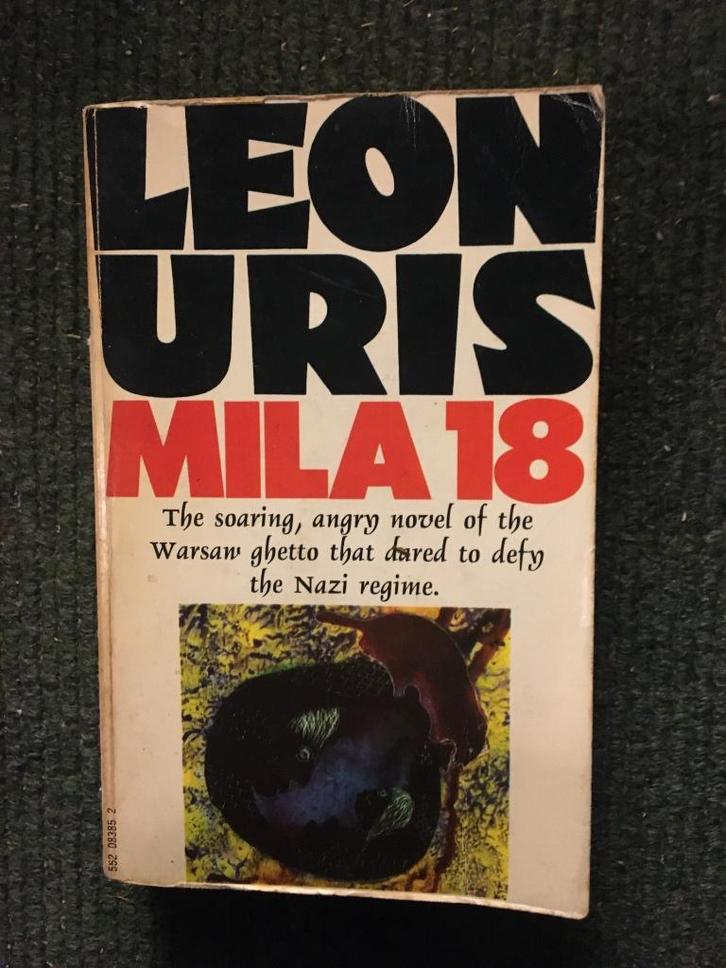 LEON
URIS
MILA 18
The soaring, angry novel of the
Warsaw ghetto that dared to defy
the Nazi regime.
552 08385 2